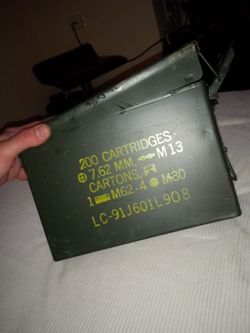 200 CARTRIDGES
7.62 MM, M13
CARTONS,
1 M62-4 M80
LC-91J601L908